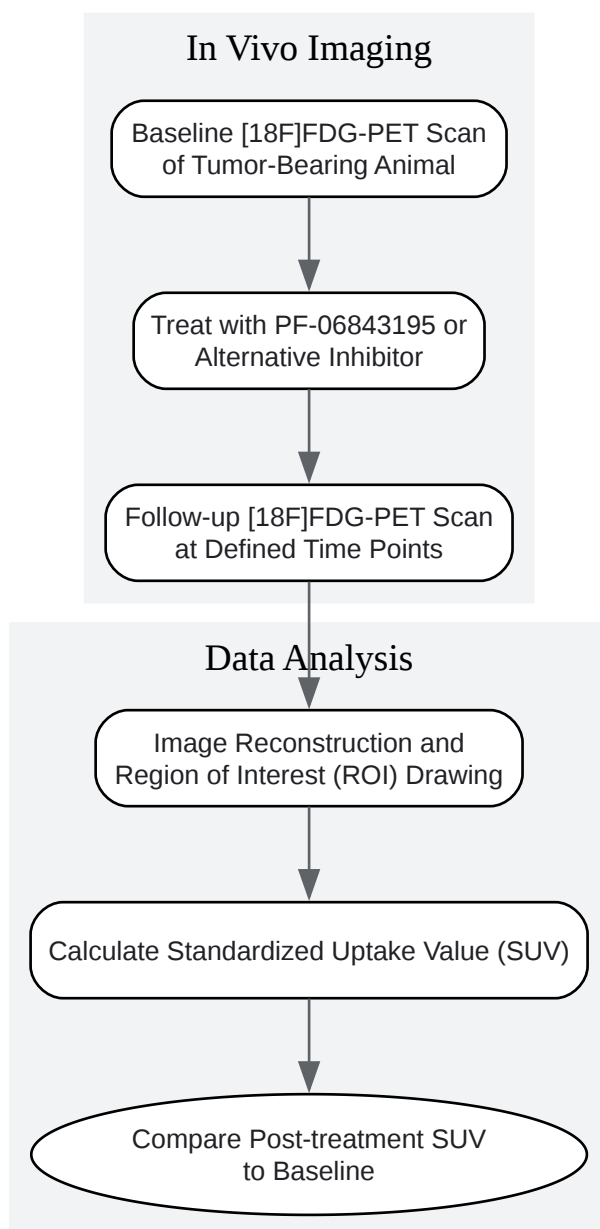 In Vivo Imaging
Baseline [18F]FDG-PET Scan
of Tumor-Bearing Animal
Treat with PF-06843195 or
Alternative Inhibitor
Follow-up [18F]FDG-PET Scan
at Defined Time Points
Data Analysis
Image Reconstruction and
Region of Interest (ROI) Drawing
Calculate Standardized Uptake Value (SUV)
Compare Post-treatment SUV
to Baseline